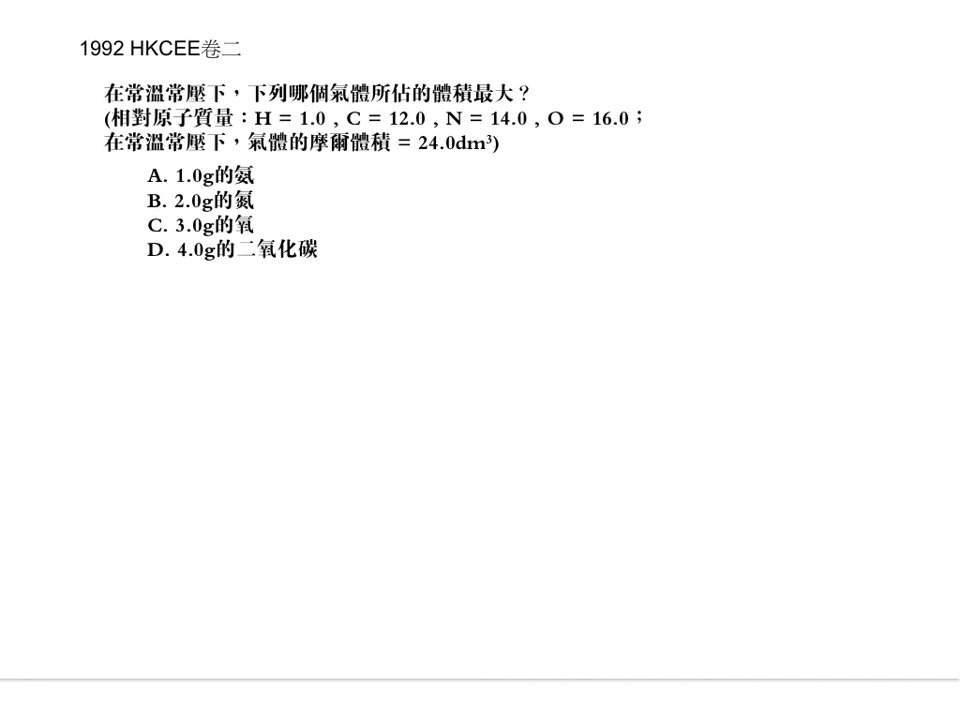 1992 HKCEE卷二
在常溫常壓下，下列哪個氣體所佔的體積最大？
(相對原子質量：H = 1.0 , C = 12.0 , N = 14.0 , O = 16.0；
在常溫常壓下，氣體的摩爾體積 = 24.0dm³)
A. 1.0g的氨
B. 2.0g的氮
C. 3.0g的氧
D. 4.0g的二氧化碳